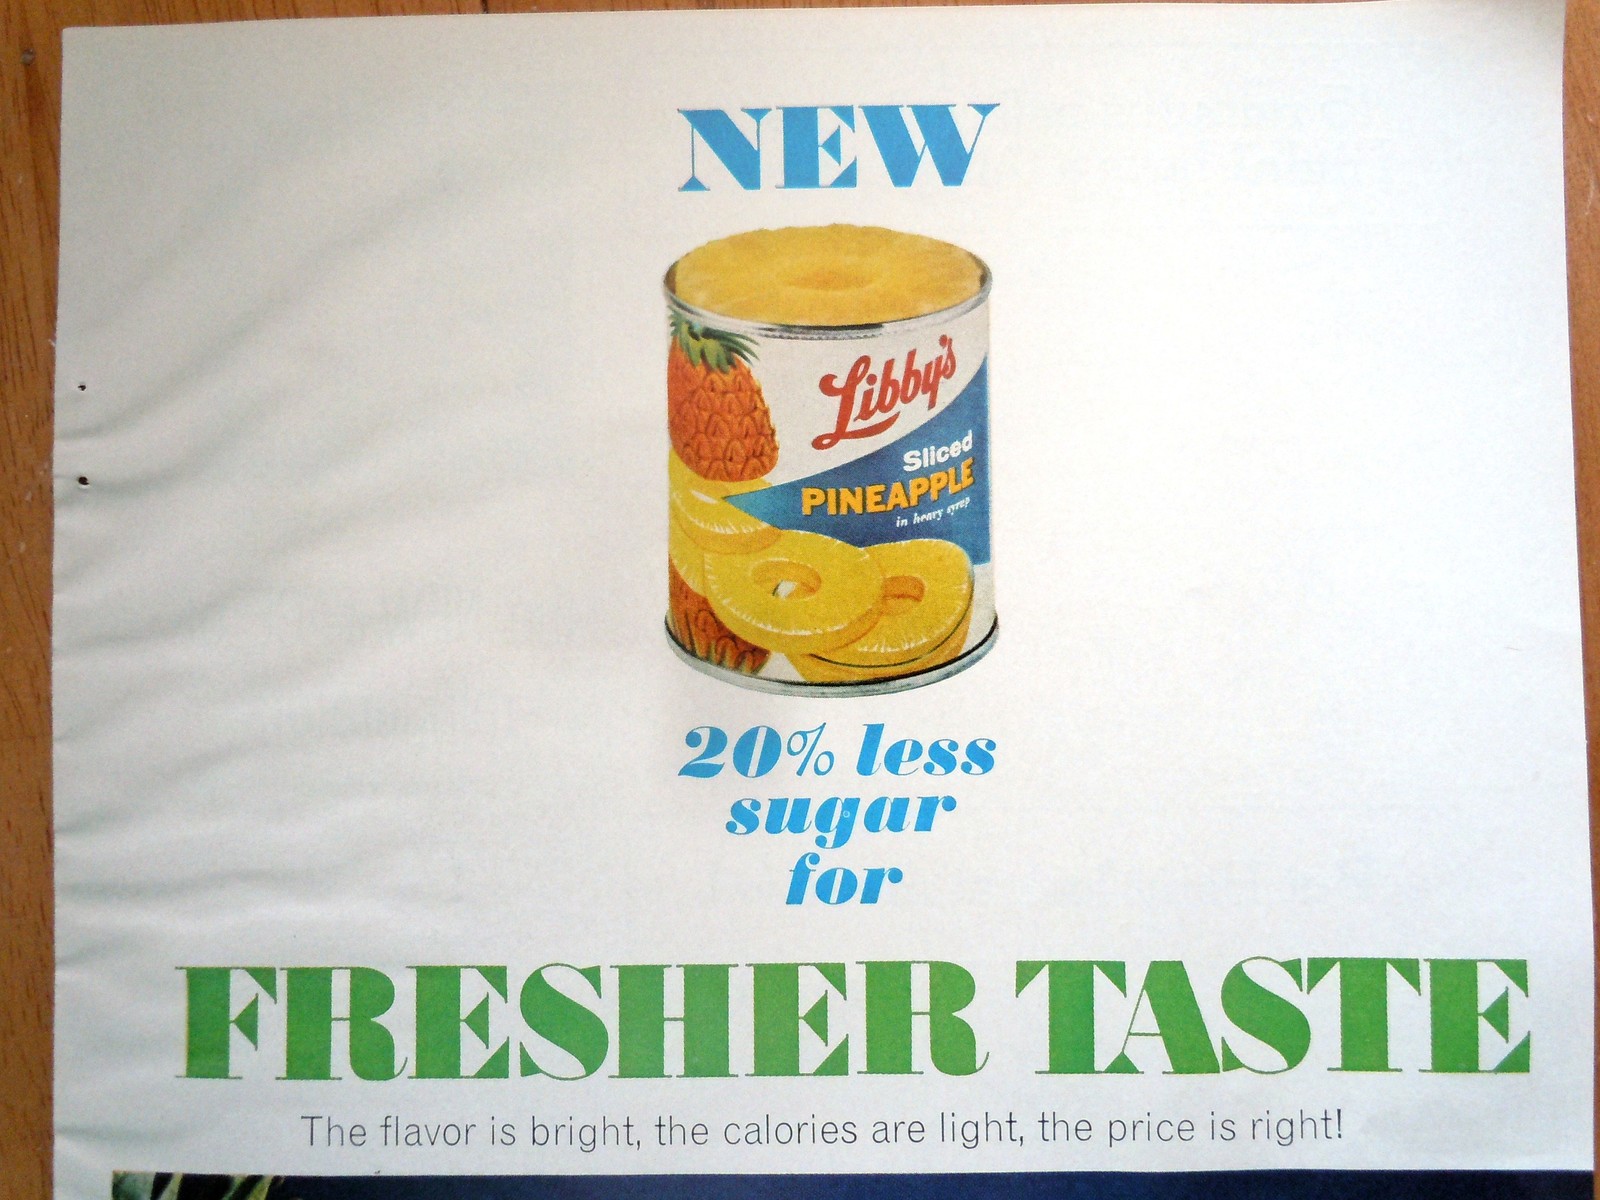 NEW
Libby's
Sliced
PINEAPPLE
in heavy syrup
20% less
sugar
for
FRESHER TASTE
The flavor is bright, the calories are light, the price is right!